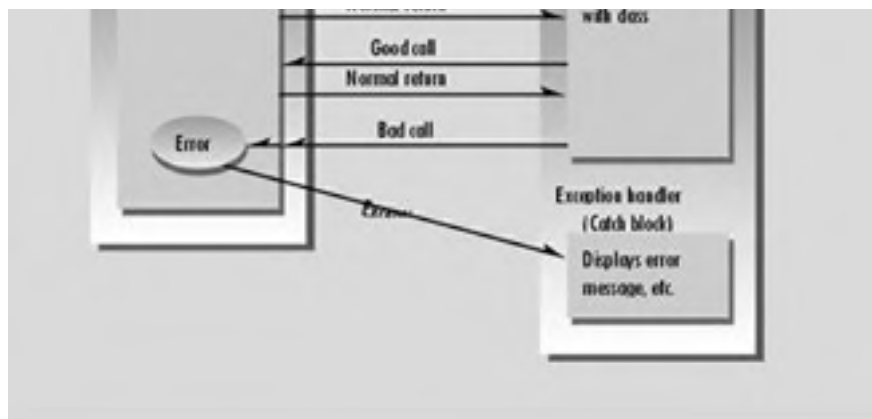 with class
Good call
Normal return
Bad call
Error
Exception handler
(Catch block)
Displays error
message, etc.